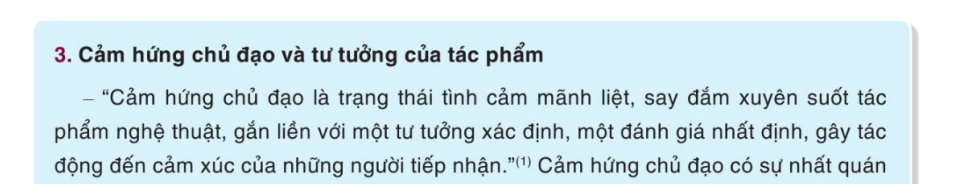 3. Cảm hứng chủ đạo và tư tưởng của tác phẩm
– “Cảm hứng chủ đạo là trạng thái tình cảm mãnh liệt, say đắm xuyên suốt tác
phẩm nghệ thuật, gắn liền với một tư tưởng xác định, một đánh giá nhất định, gây tác
động đến cảm xúc của những người tiếp nhận.”(1) Cảm hứng chủ đạo có sự nhất quán